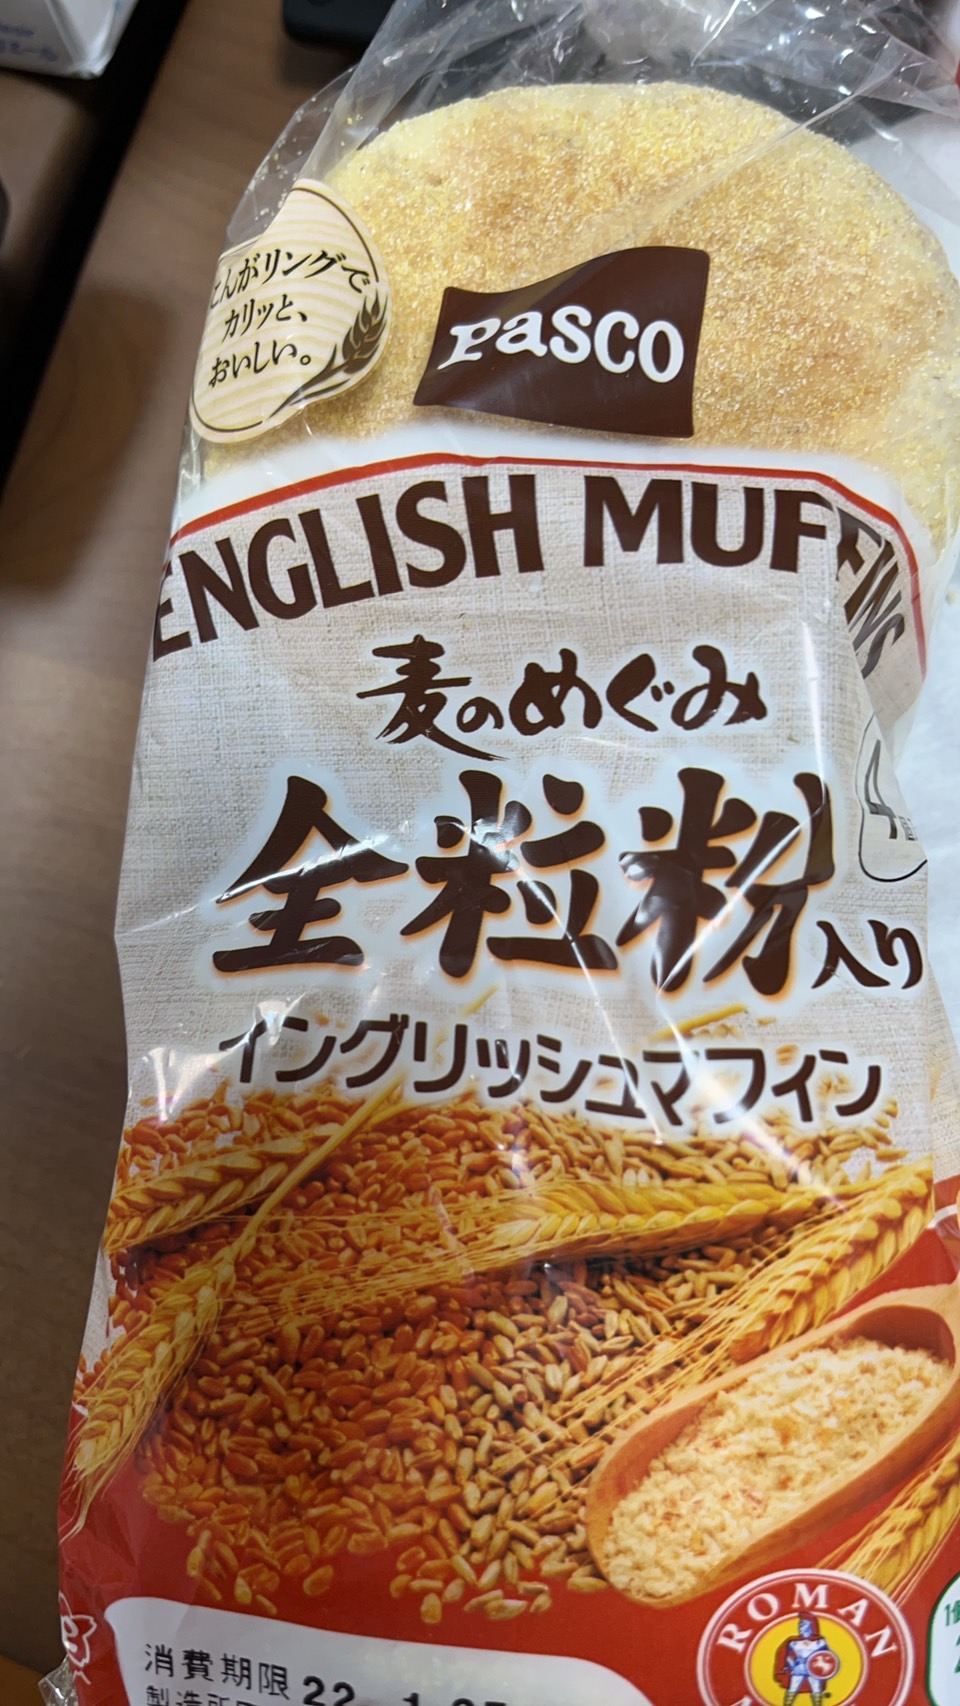 こんがリングで
カリッと、
おいしい。
Pasco
ENGLISH MUFFINS
麦のめぐみ
全粒粉入り
イングリッシュマフィン
4
消費期限 22
ROMAN